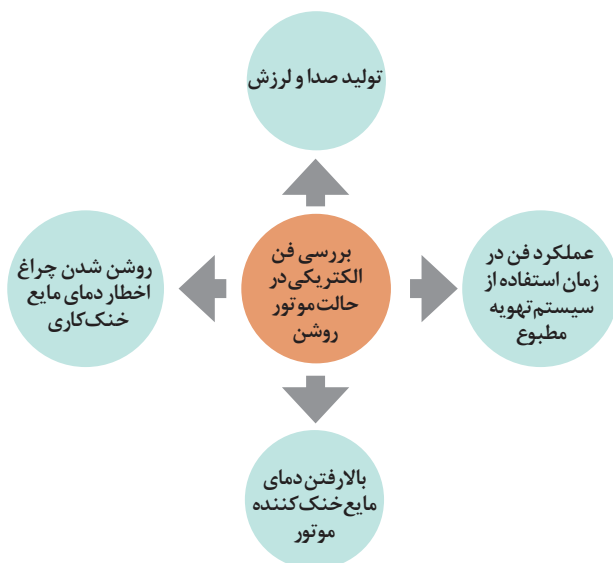 تولید صدا و لرزش
عملکرد فن در
زمان استفاده از
سیستم تهویه
مطبوع
بررسی فن
الکتریکی در
حالت موتور
روشن
روشن شدن چراغ
اخطار دمای مایع
خنک‌کاری
بالارفتن دمای
مایع خنک کننده
موتور